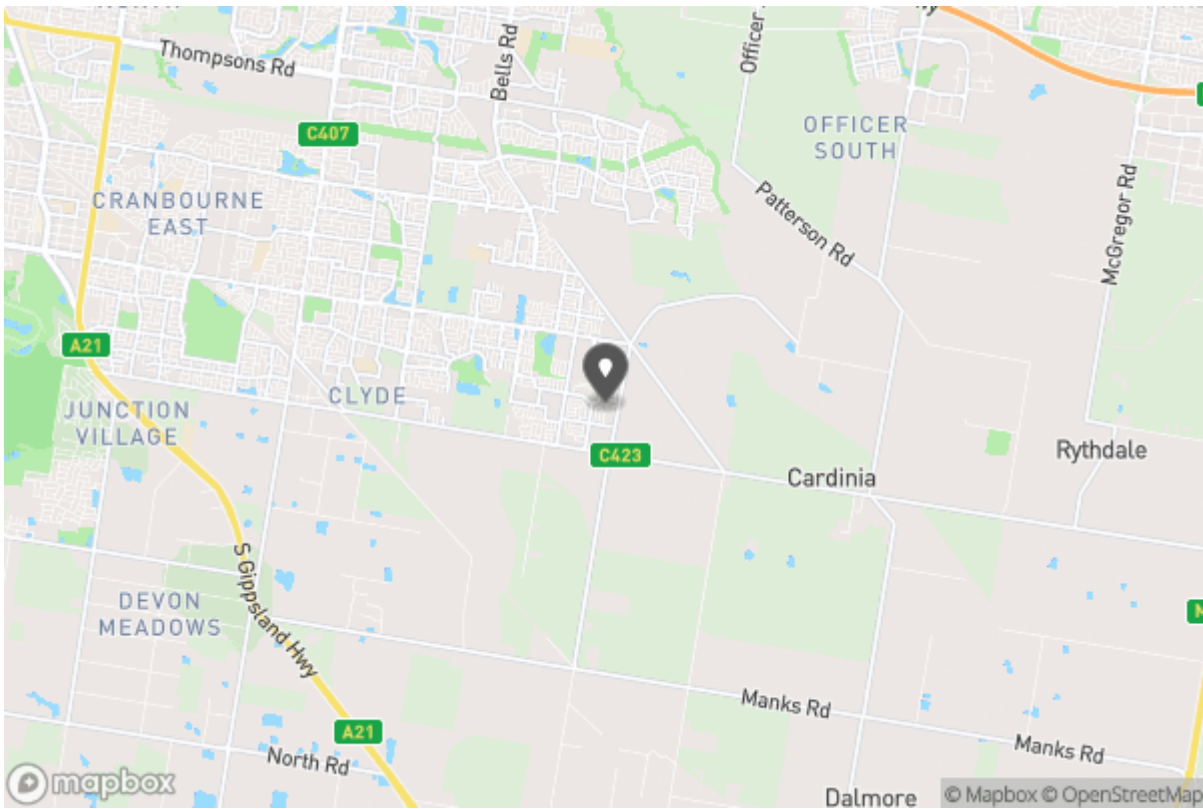 Thompsons Rd
Bells Rd
Officer
C407
OFFICER
SOUTH
CRANBOURNE
EAST
Patterson Rd
McGregor Rd
A21
CLYDE
JUNCTION
VILLAGE
C423
Rythdale
Cardinia
S Gippsland Hwy
DEVON
MEADOWS
Manks Rd
A21
North Rd
Manks Rd
mapbox
Dalmore
© Mapbox © OpenStreetMap